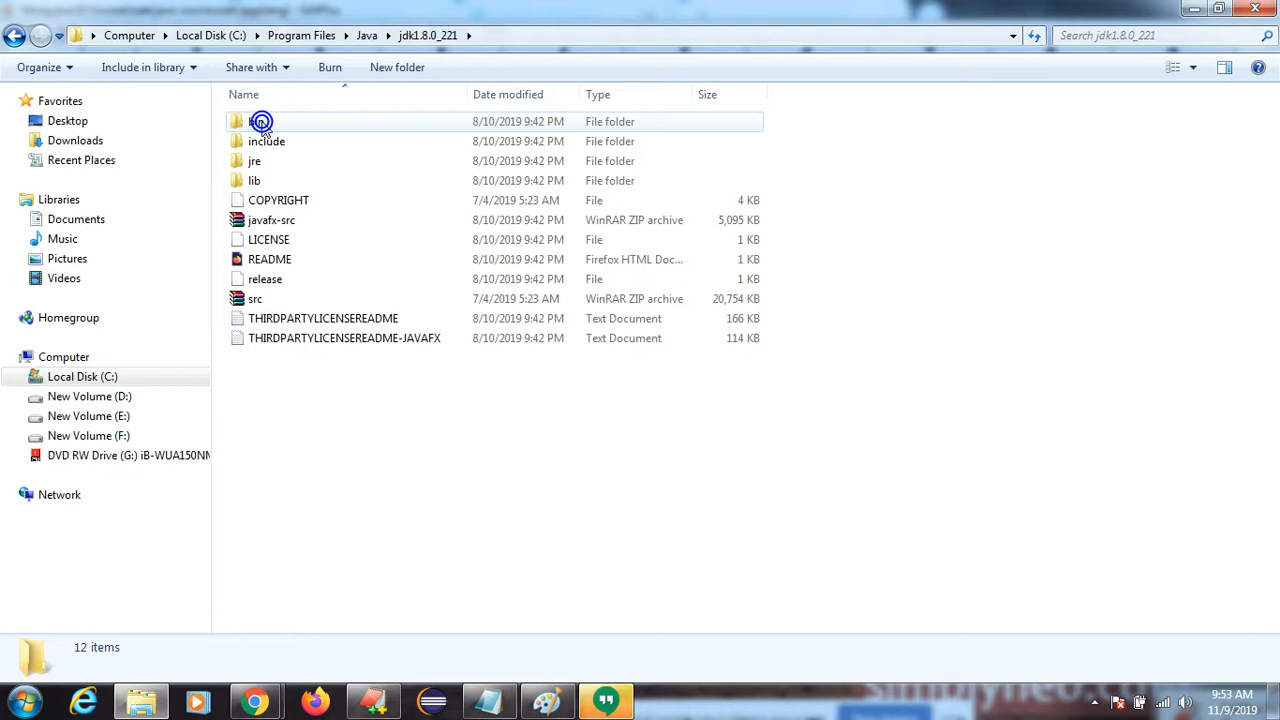 Computer ▸ Local Disk (C:) ▸ Program Files ▸ Java ▸ jdk1.8.0_221 ▸
Search jdk1.8.0_221
Organize Include in library Share with Burn New folder
Name Date modified Type Size
8/10/2019 9:42 PM File folder
include 8/10/2019 9:42 PM File folder
jre 8/10/2019 9:42 PM File folder
lib 8/10/2019 9:42 PM File folder
COPYRIGHT 7/4/2019 5:23 AM File 4 KB
javafx-src 8/10/2019 9:42 PM WinRAR ZIP archive 5,095 KB
LICENSE 8/10/2019 9:42 PM File 1 KB
README 8/10/2019 9:42 PM Firefox HTML Doc... 1 KB
release 8/10/2019 9:42 PM File 1 KB
src 7/4/2019 5:23 AM WinRAR ZIP archive 20,754 KB
THIRDPARTYLICENSEREADME 8/10/2019 9:42 PM Text Document 166 KB
THIRDPARTYLICENSEREADME-JAVAFX 8/10/2019 9:42 PM Text Document 114 KB
Favorites
Desktop
Downloads
Recent Places
Libraries
Documents
Music
Pictures
Videos
Homegroup
Computer
Local Disk (C:)
New Volume (D:)
New Volume (E:)
New Volume (F:)
DVD RW Drive (G:) iB-WUA150NM
Network
12 items
9:53 AM
11/9/2019